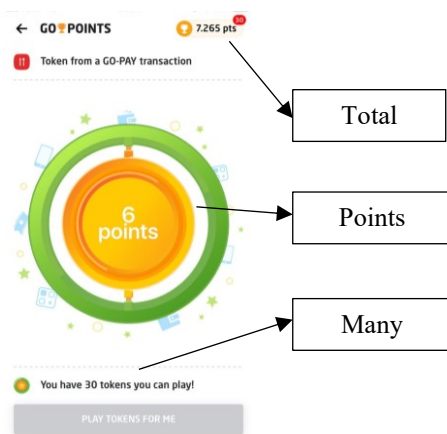 GO POINTS
7.265 pts
30
Token from a GO-PAY transaction
Total
6
points
Points
Many
You have 30 tokens you can play!
PLAY TOKENS FOR ME